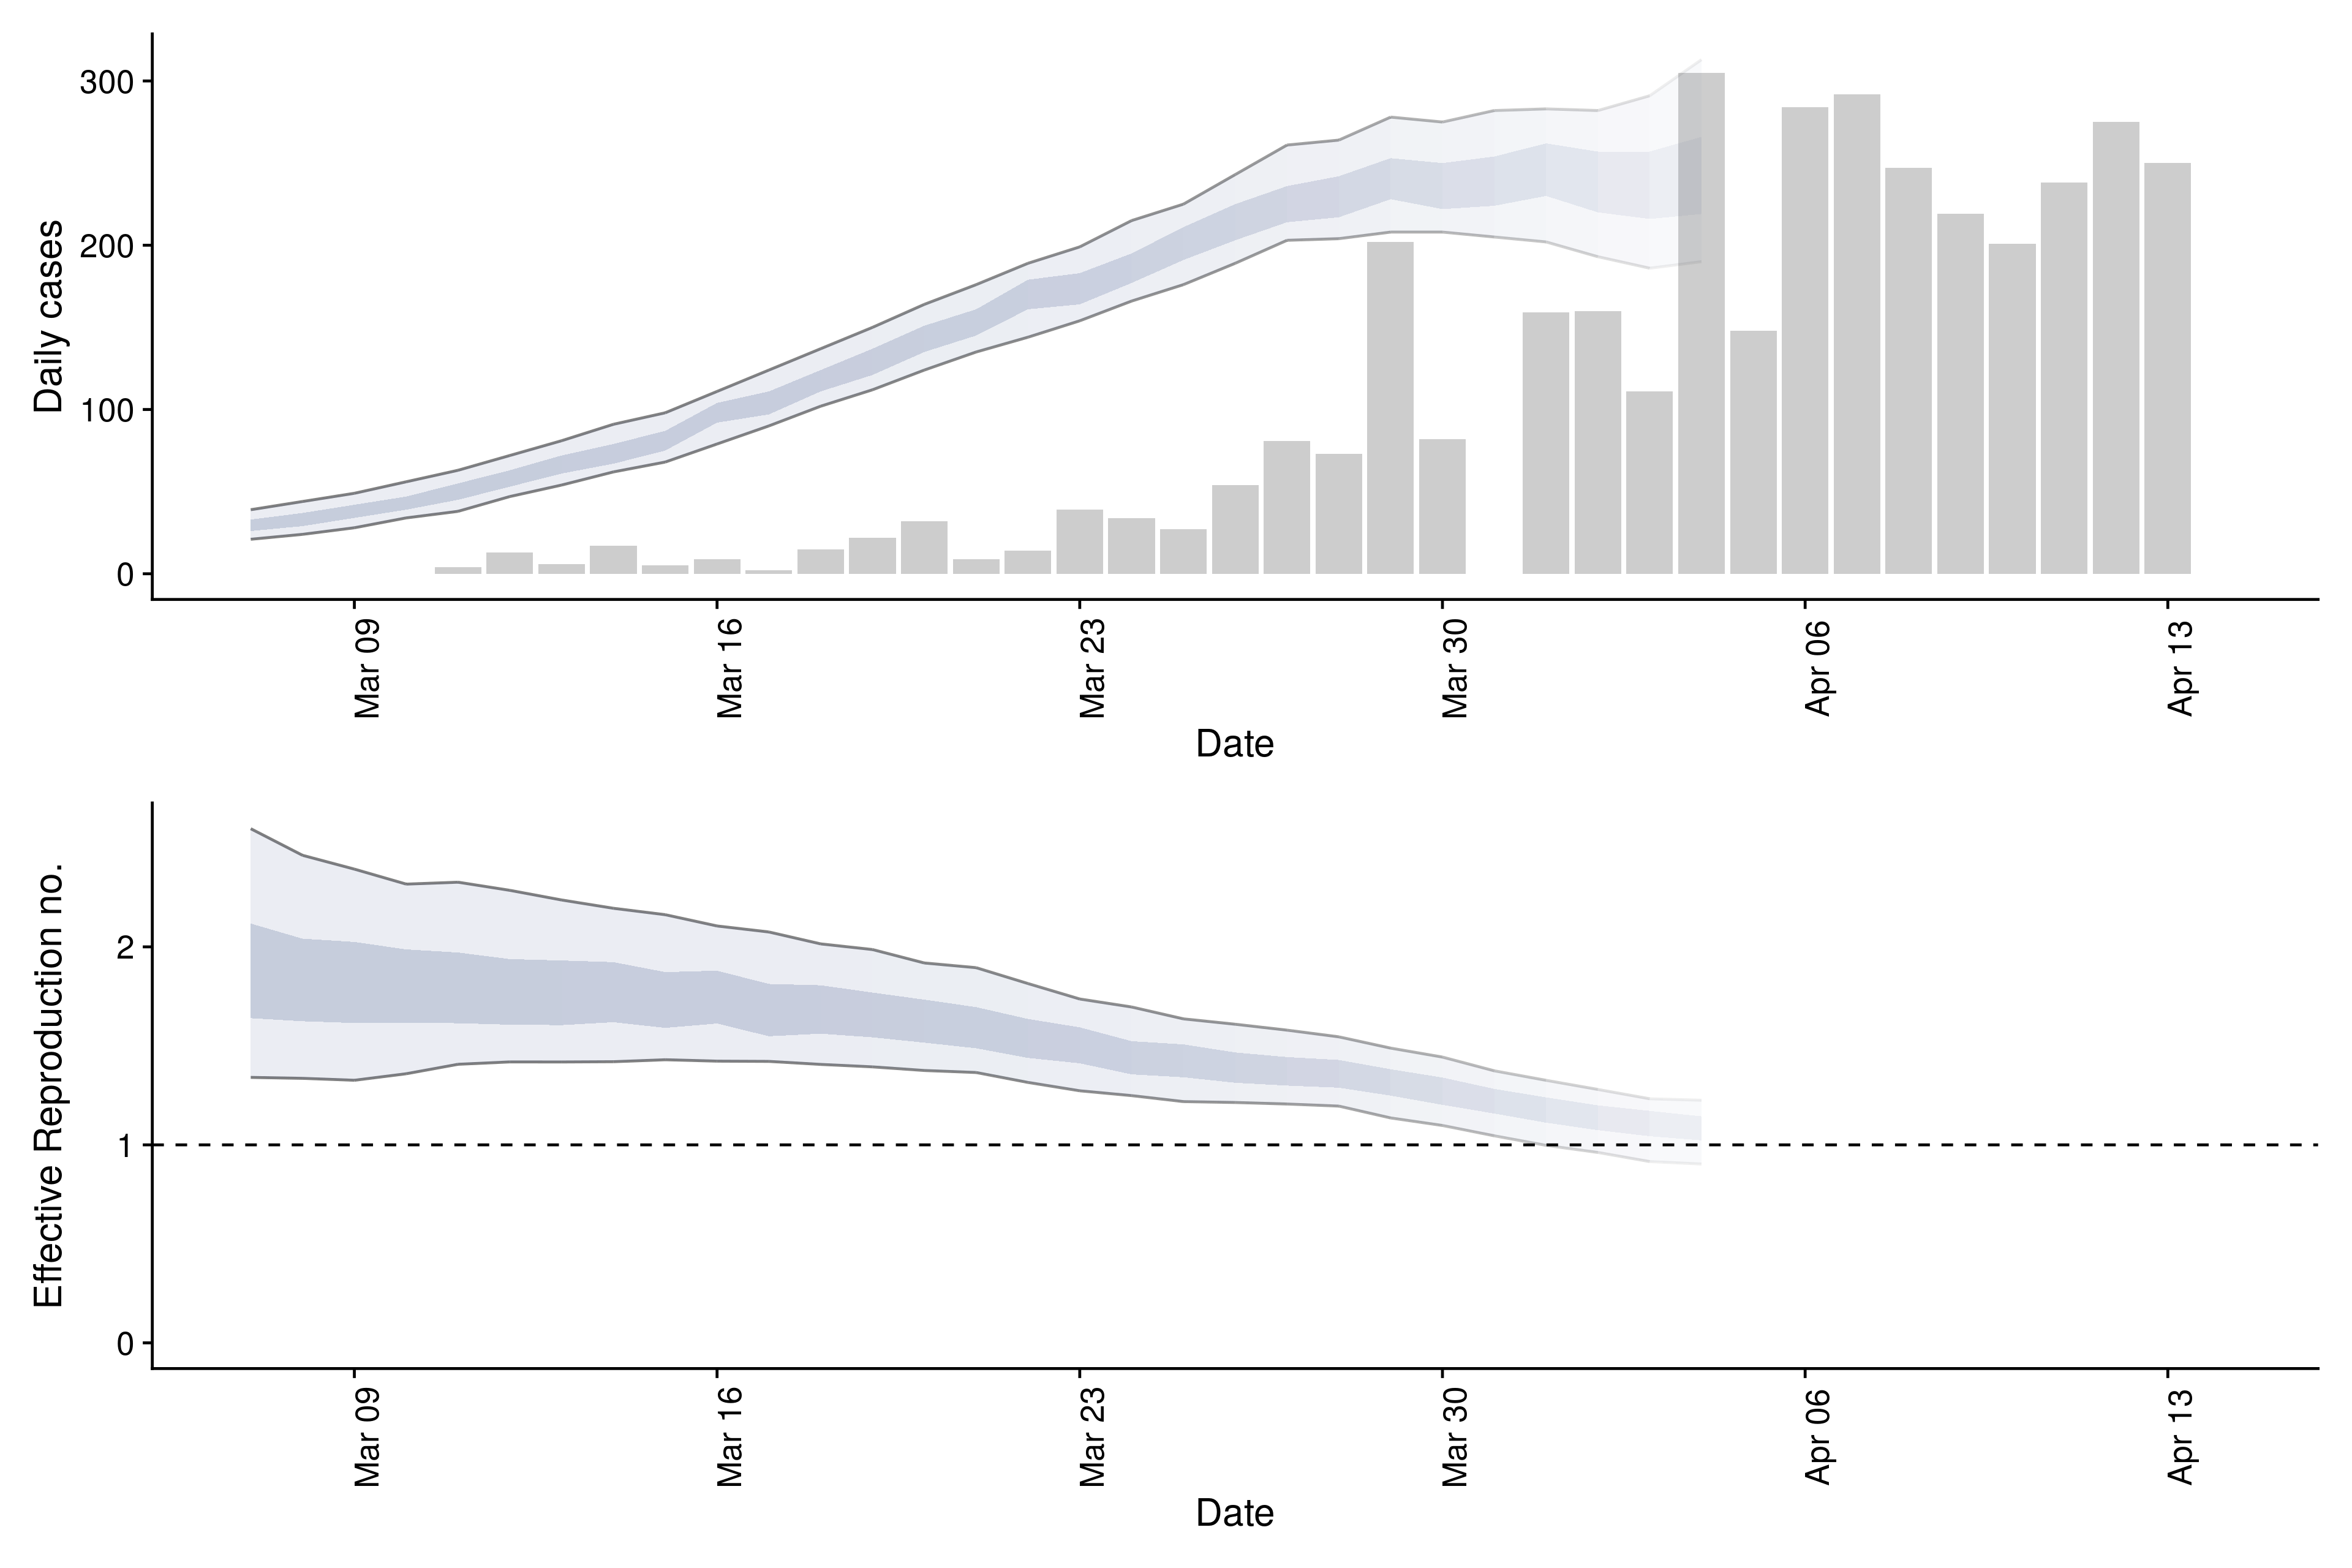 Daily cases
300
200
100
0
Mar 09
Mar 16
Mar 23
Mar 30
Apr 06
Apr 13
Date
Effective Reproduction no.
2
1
0
Mar 09
Mar 16
Mar 23
Mar 30
Apr 06
Apr 13
Date